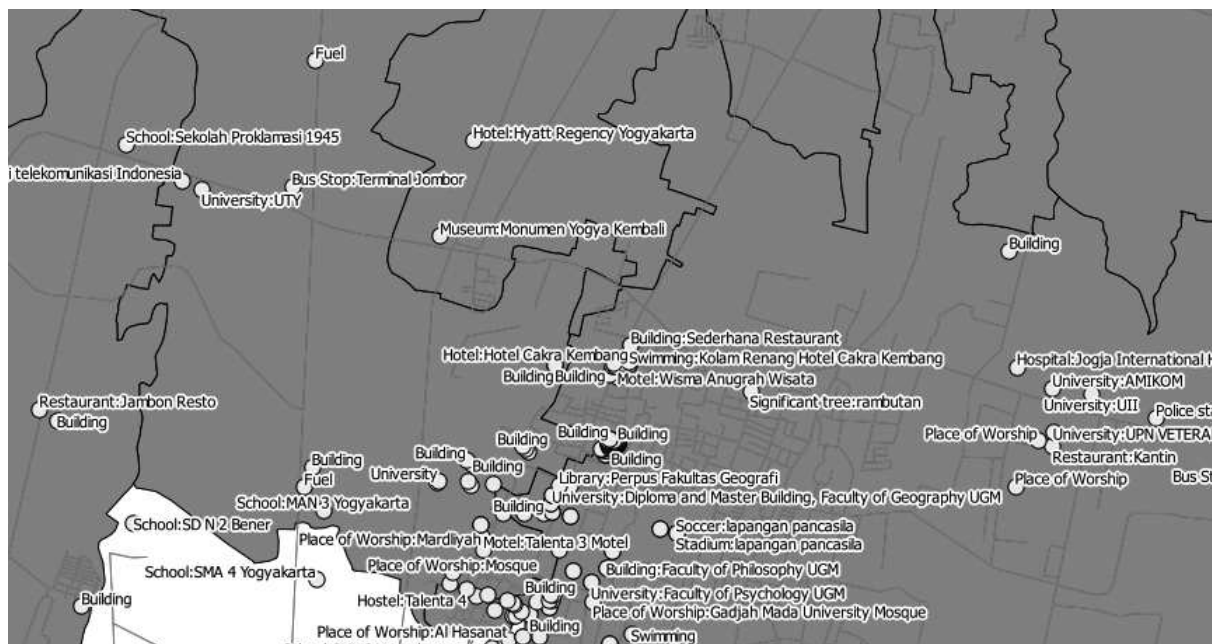 Fuel
School:Sekolah Proklamasi 1945
Hotel:Hyatt Regency Yogyakarta
i telekomunikasi Indonesia
Bus Stop:Terminal Jombor
University:UTY
Museum:Monumen Yogya Kembali
Building
Building:Sederhana Restaurant
Hotel:Hotel Cakra Kembang
Swimming:Kolam Renang Hotel Cakra Kembang
Hospital:Jogja International H
Building
Building
Motel:Wisma Anugrah Wisata
University:AMIKOM
Significant tree:rambutan
University:UII
Restaurant:Jambon Resto
Police sta
Building
Building
Building
Building
Place of Worship
University:UPN VETERA
Building
Building
Restaurant:Kantin
Building
Building
University
Fuel
Library:Perpus Fakultas Geografi
Place of Worship
Bus St
University:Diploma and Master Building, Faculty of Geography UGM
School:MAN 3 Yogyakarta
Building
School:SD N 2 Bener
Soccer:lapangan pancasila
Place of Worship:Mardliyah
Motel:Talenta 3 Motel
Stadium:lapangan pancasila
Place of Worship:Mosque
Building:Faculty of Philosophy UGM
School:SMA 4 Yogyakarta
Building
University:Faculty of Psychology UGM
Building
Hostel:Talenta 4
Place of Worship:Gadjah Mada University Mosque
Building
Place of Worship:Al Hasanat
Swimming